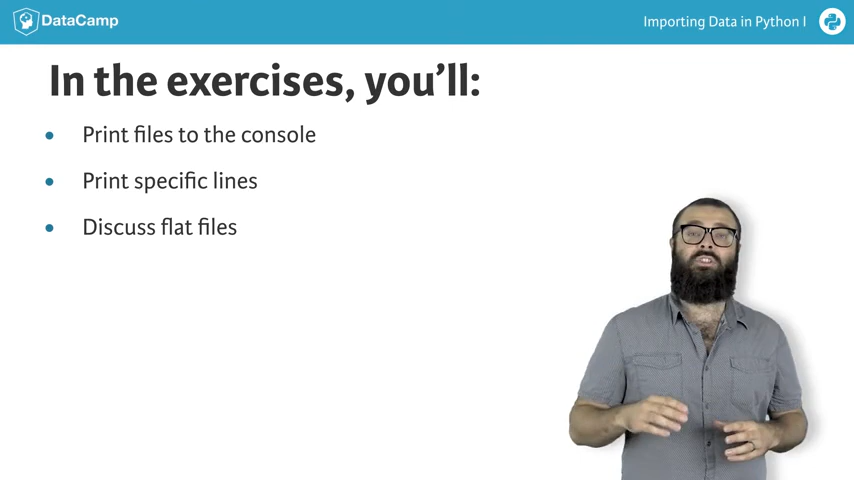 DataCamp
Importing Data in Python I
In the exercises, you'll:
• Print files to the console
• Print specific lines
• Discuss flat files